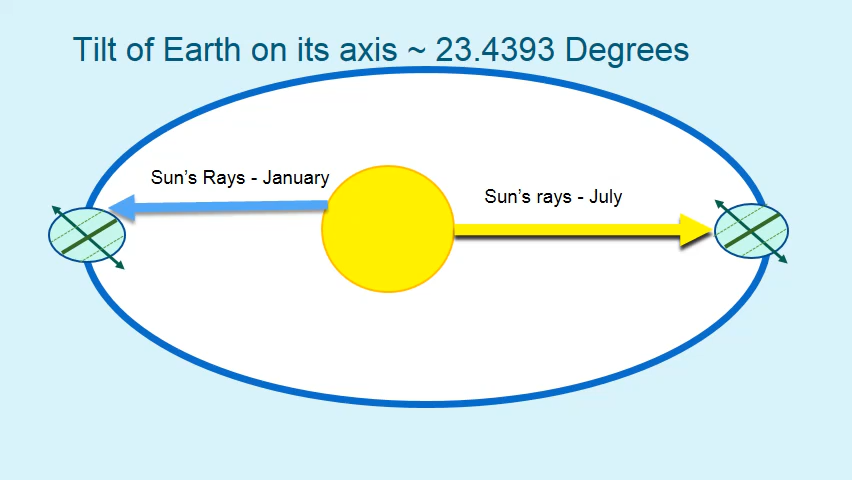 Tilt of Earth on its axis ~ 23.4393 Degrees
Sun's Rays - January
Sun's rays - July